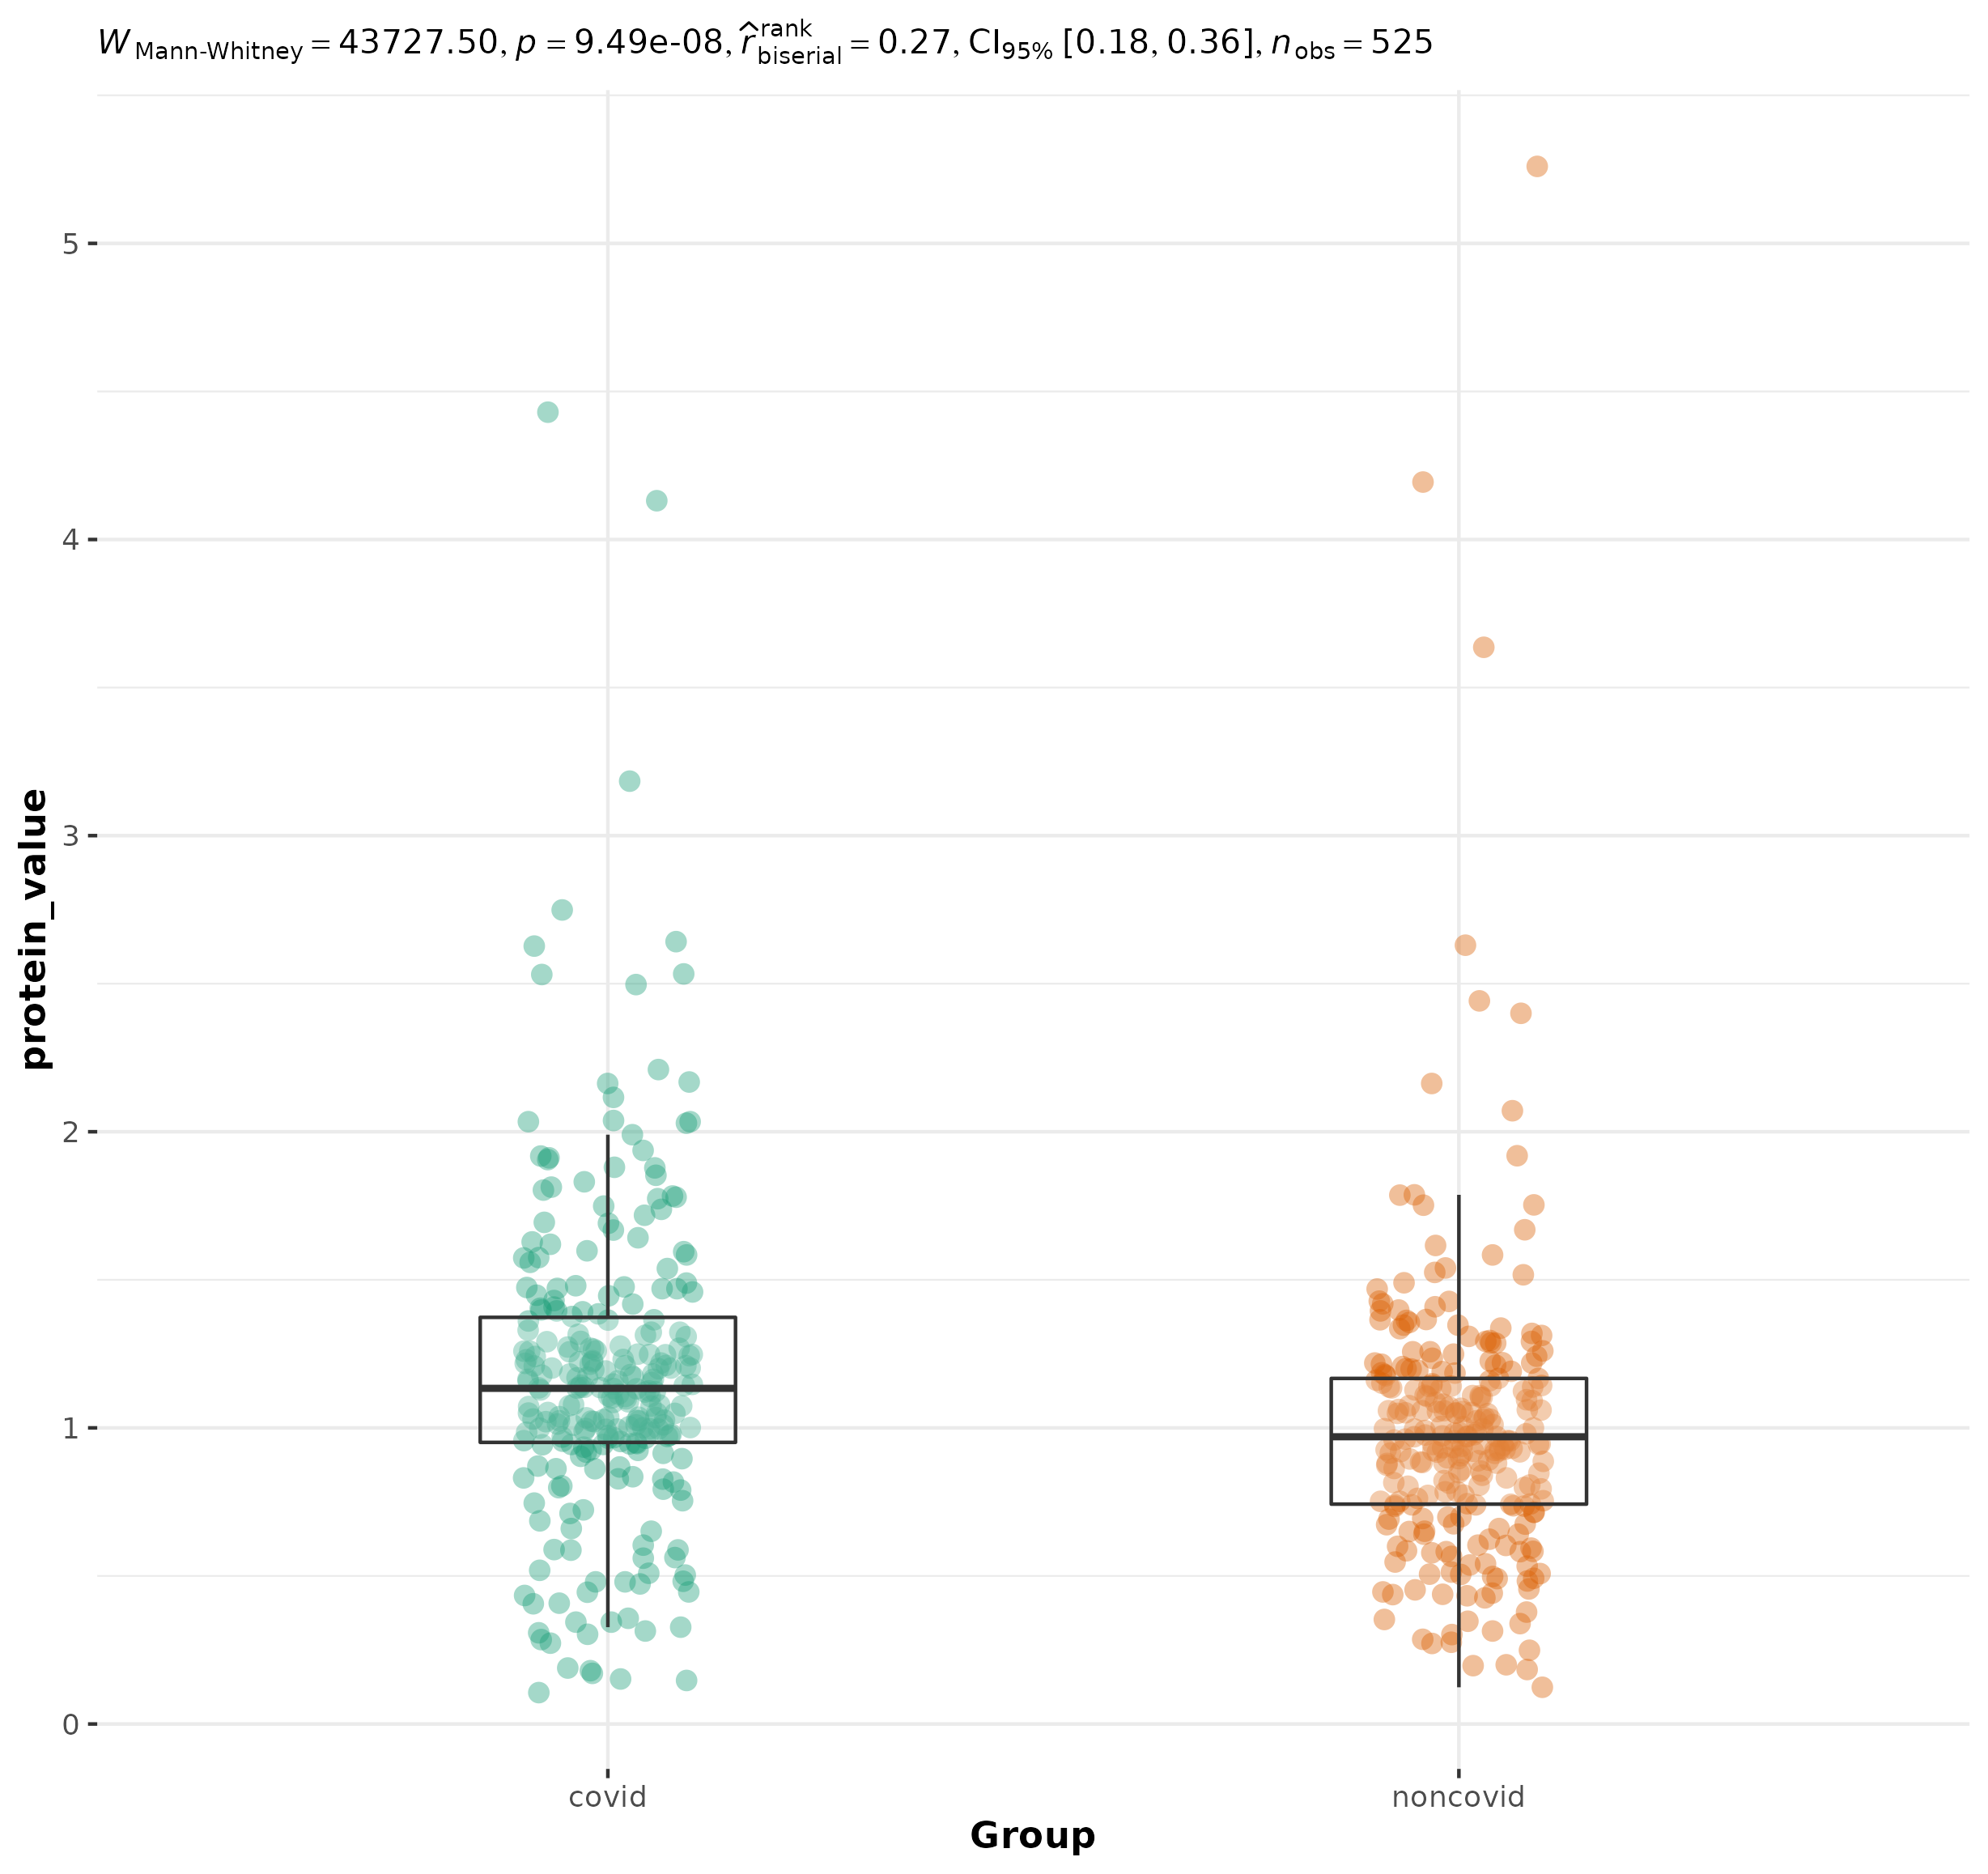 W Mann-Whitney = 43727.50, p = 9.49e-08, r̂ rank biserial = 0.27, CI95% [0.18, 0.36], n obs = 525
5
4
3
2
1
0
protein_value
covid noncovid
Group